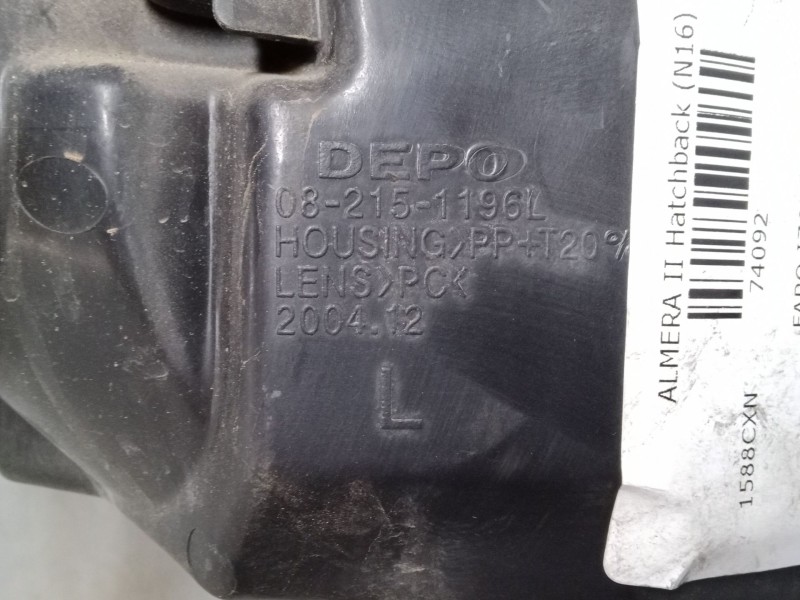 DEPO
08-215-1196L
HOUSING>PP+T20%
LENS>PC<
2004.12
L
ALMERA II Hatchback (N16)
74092
1588CXN